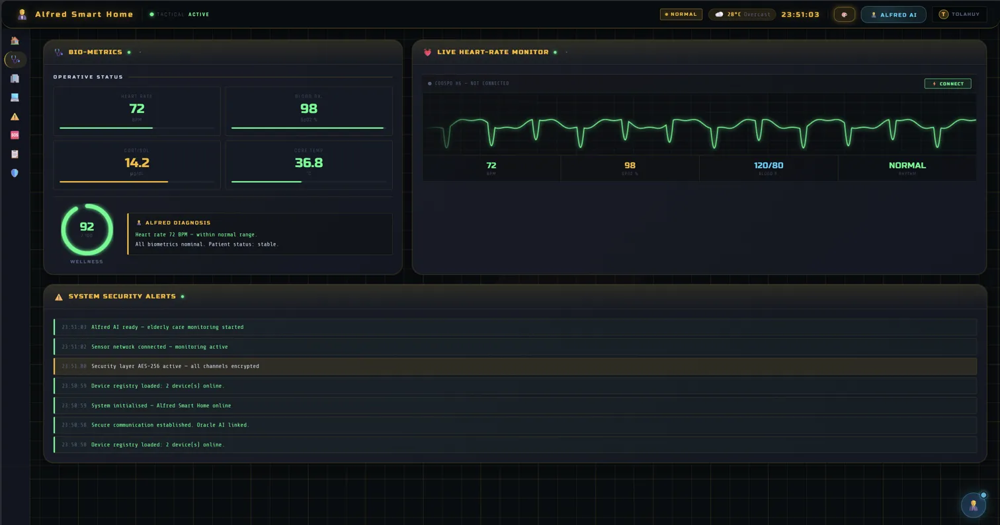 Alfred Smart Home
TACTICAL ACTIVE
NORMAL
28°C Overcast
23:51:03
ALFRED AI
T TOLAHUY
BIO-METRICS
OPERATIVE STATUS
HEART RATE
72
BPM
BLOOD OX.
98
SpO2 %
CORTISOL
14.2
µg/dL
CORE TEMP
36.8
°C
92
/ 100
WELLNESS
ALFRED DIAGNOSIS
Heart rate 72 BPM — within normal range.
All biometrics nominal. Patient status: stable.
LIVE HEART-RATE MONITOR
COOSPO H6 — NOT CONNECTED
CONNECT
72
BPM
98
SPO2 %
120/80
BLOOD P.
NORMAL
RHYTHM
SYSTEM SECURITY ALERTS
23:51:03 Alfred AI ready — elderly care monitoring started
23:51:02 Sensor network connected — monitoring active
23:51:00 Security layer AES-256 active — all channels encrypted
23:50:59 Device registry loaded: 2 device(s) online.
23:50:59 System initialised — Alfred Smart Home online
23:50:58 Secure communication established. Oracle AI linked.
23:50:58 Device registry loaded: 2 device(s) online.
SOS